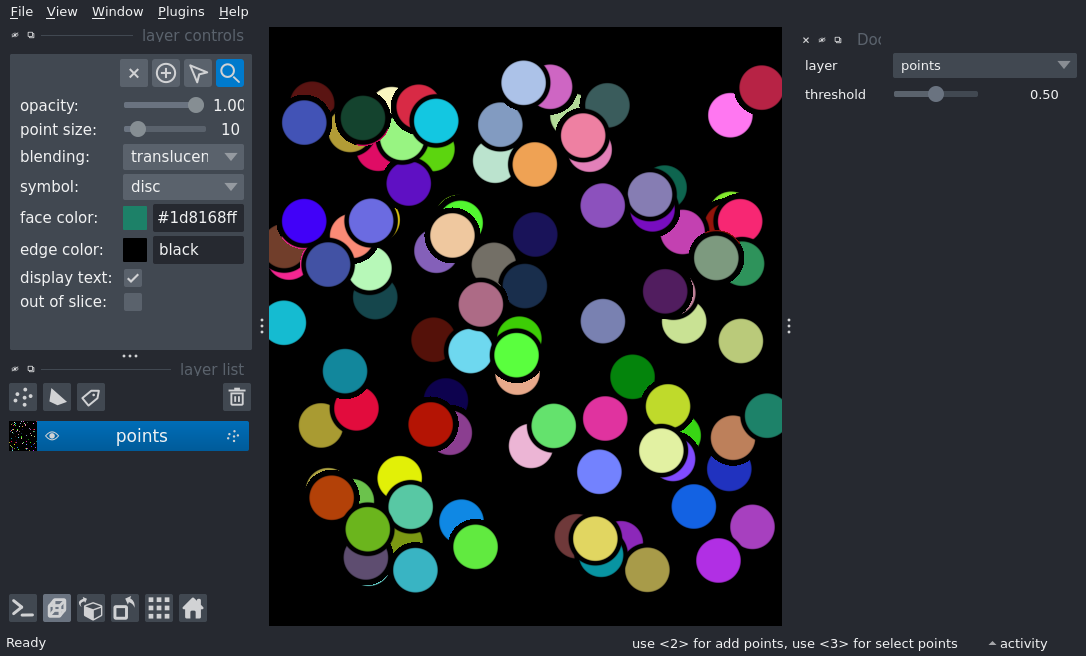 File View Window Plugins Help
layer controls
opacity: 1.00
point size: 10
blending: translucen
symbol: disc
face color: #1d8168ff
edge color: black
display text:
out of slice:
layer list
points
Ready
layer points
threshold 0.50
use <2> for add points, use <3> for select points
activity